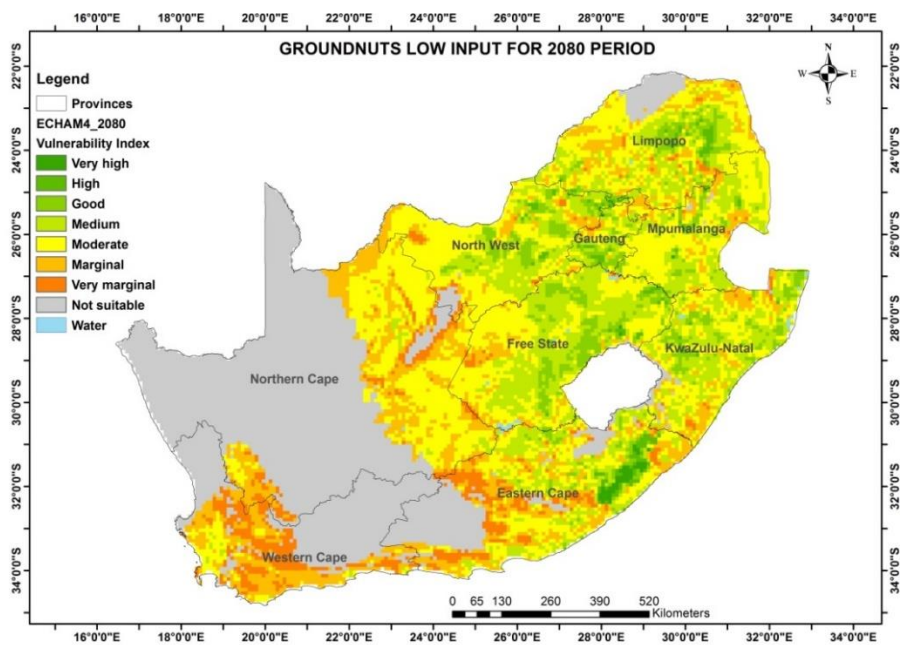 16°0'0"E 18°0'0"E 20°0'0"E 22°0'0"E 24°0'0"E 26°0'0"E 28°0'0"E 30°0'0"E 32°0'0"E 34°0'0"E
GROUNDNUTS LOW INPUT FOR 2080 PERIOD
N
W E
S
Legend
Provinces
ECHAM4_2080
Vulnerability Index
Very high
High
Good
Medium
Moderate
Marginal
Very marginal
Not suitable
Water
22°0'0"S
24°0'0"S
26°0'0"S
28°0'0"S
30°0'0"S
32°0'0"S
34°0'0"S
Limpopo
North West
Gauteng
Mpumalanga
Free State
KwaZulu-Natal
Northern Cape
Eastern Cape
Western Cape
22°0'0"S
24°0'0"S
26°0'0"S
28°0'0"S
30°0'0"S
32°0'0"S
34°0'0"S
0 65 130 260 390 520
Kilometers
16°0'0"E 18°0'0"E 20°0'0"E 22°0'0"E 24°0'0"E 26°0'0"E 28°0'0"E 30°0'0"E 32°0'0"E 34°0'0"E